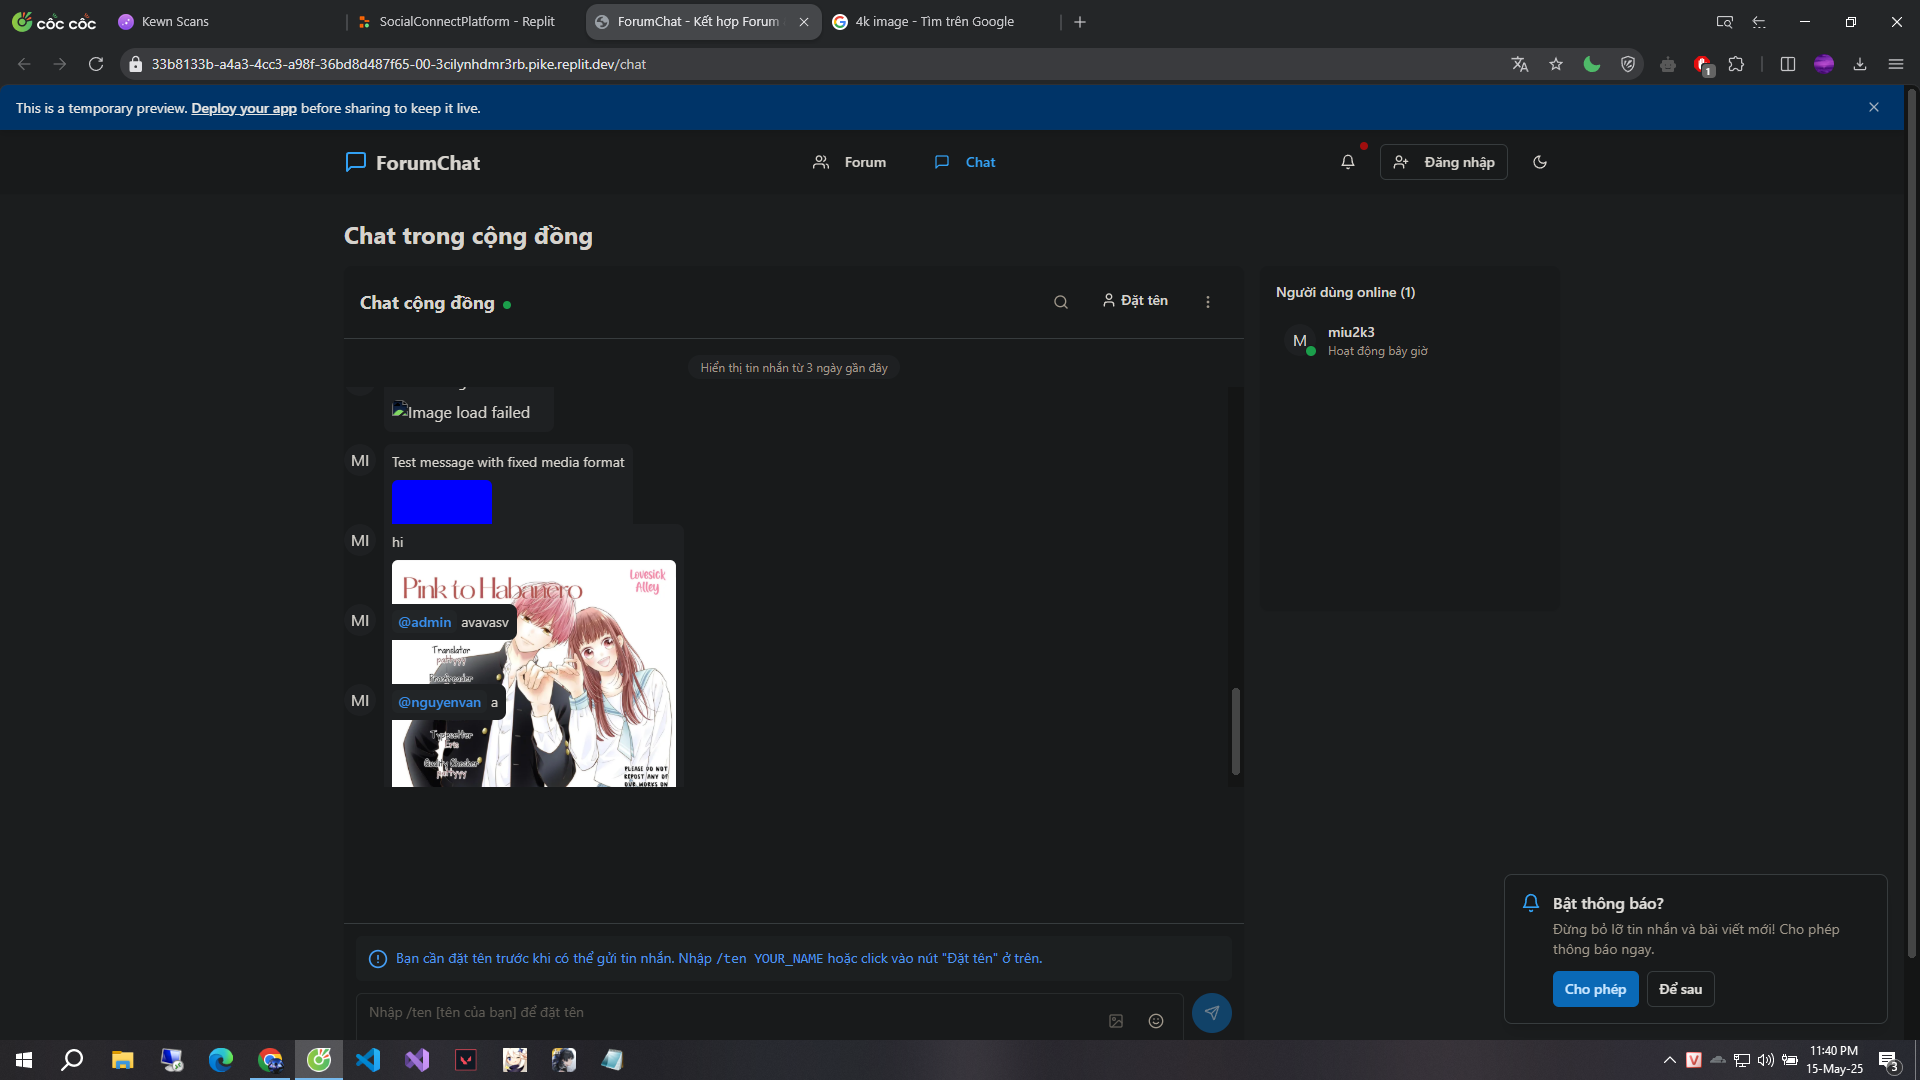 cốc cốc
Kewn Scans
SocialConnectPlatform - Replit
ForumChat - Kết hợp Forum
4k image - Tìm trên Google
33b8133b-a4a3-4cc3-a98f-36bd8d487f65-00-3cilynhdmr3rb.pike.replit.dev/chat
1
This is a temporary preview. Deploy your app before sharing to keep it live.
ForumChat
Forum
Chat
Đăng nhập
Chat trong cộng đồng
Chat cộng đồng
Đặt tên
Người dùng online (1)
M
miu2k3
Hoạt động bây giờ
Hiển thị tin nhắn từ 3 ngày gần đây
Image load failed
MI
Test message with fixed media format
MI
hi
Pink to Habanero
Lovesick
Alley
MI
@admin avavasv
Translator
pattyyy
Proofreader
MI
@nguyenvan a
Typesetter
Eris
Quality Checker
pattyyy
PLEASE DO NOT
REPOST ANY OF
OUR WORKS ON
Bạn cần đặt tên trước khi có thể gửi tin nhắn. Nhập /ten YOUR_NAME hoặc click vào nút "Đặt tên" ở trên.
Nhập /ten [tên của bạn] để đặt tên
Bật thông báo?
Đừng bỏ lỡ tin nhắn và bài viết mới! Cho phép
thông báo ngay.
Cho phép
Để sau
V
11:40 PM
15-May-25
3